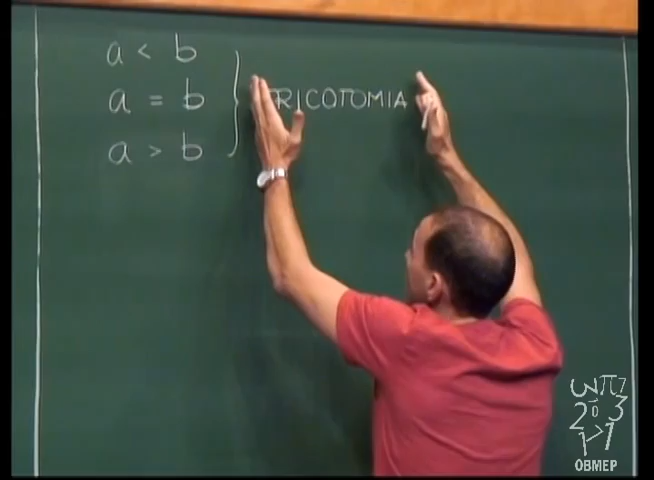 a < b
a = b
a > b
TRICOTOMIA
OBMEP